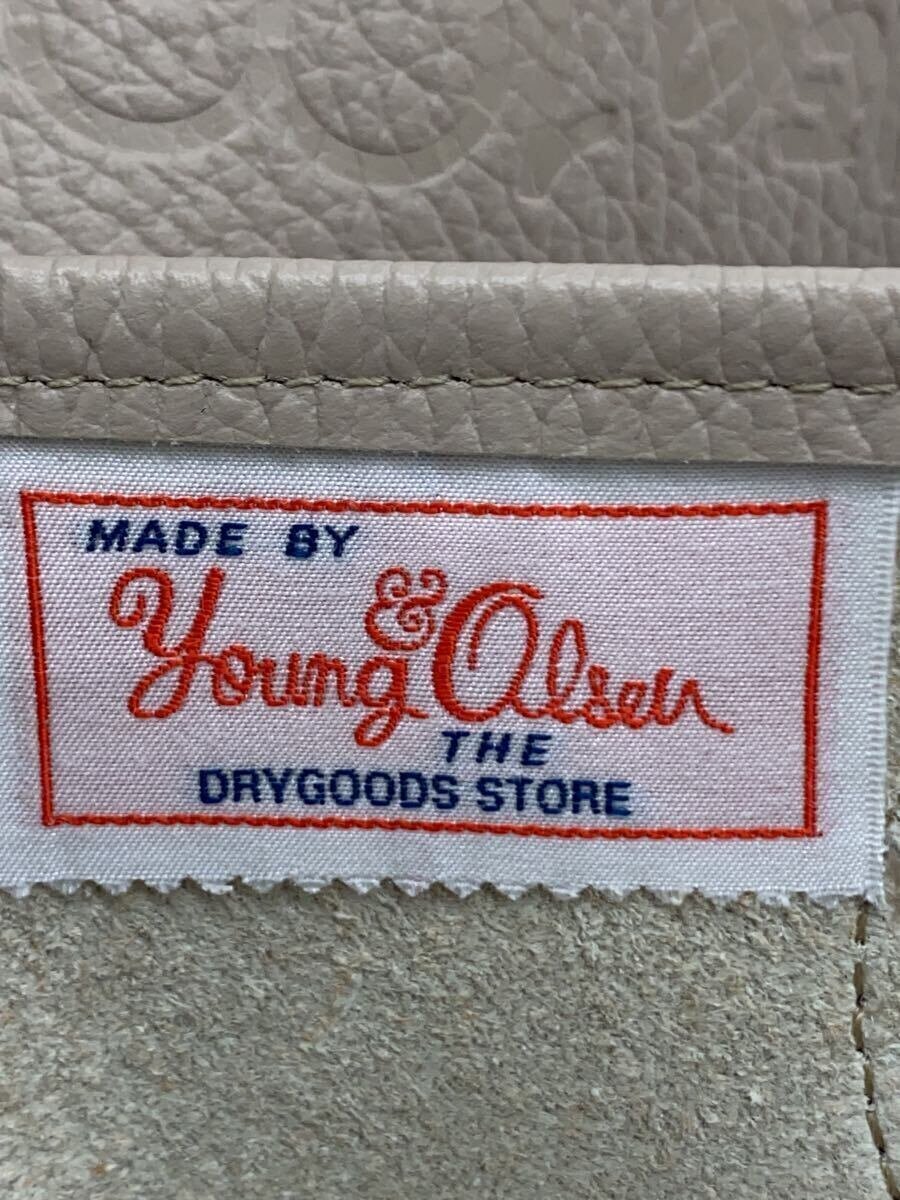 MADE BY
Young & Olsen
THE
DRYGOODS STORE